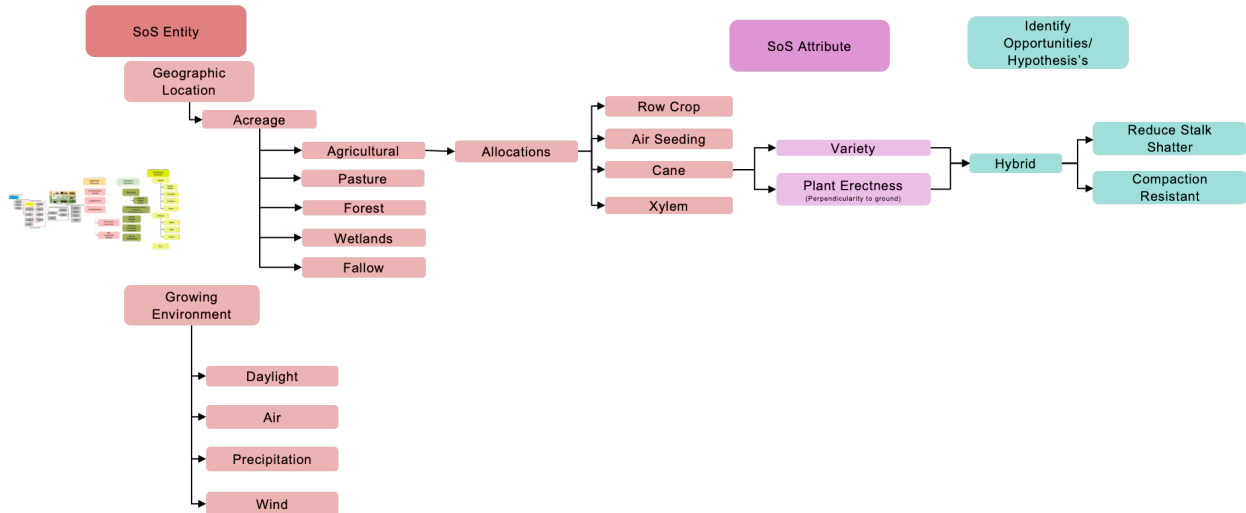 SoS Entity
SoS Attribute
Identify
Opportunities/
Hypothesis's
Geographic
Location
Acreage
Agricultural
Pasture
Forest
Wetlands
Fallow
Allocations
Row Crop
Air Seeding
Cane
Xylem
Variety
Plant Erectness
(Perpendicularity to ground)
Hybrid
Reduce Stalk
Shatter
Compaction
Resistant
Growing
Environment
Daylight
Air
Precipitation
Wind